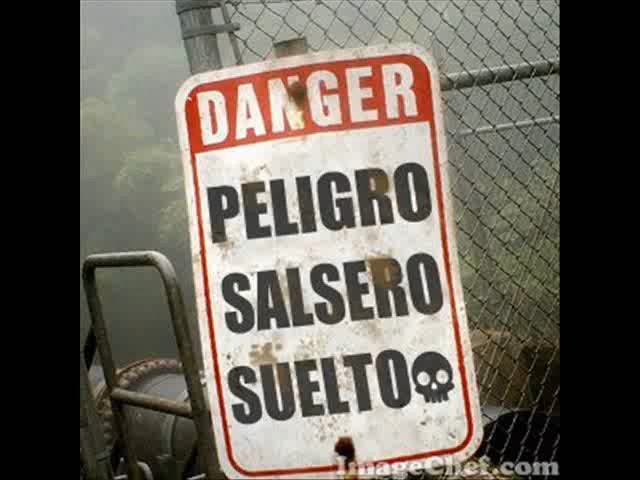 DANGER
PELIGRO
SALSERO
SUELTO
ImageChef.com